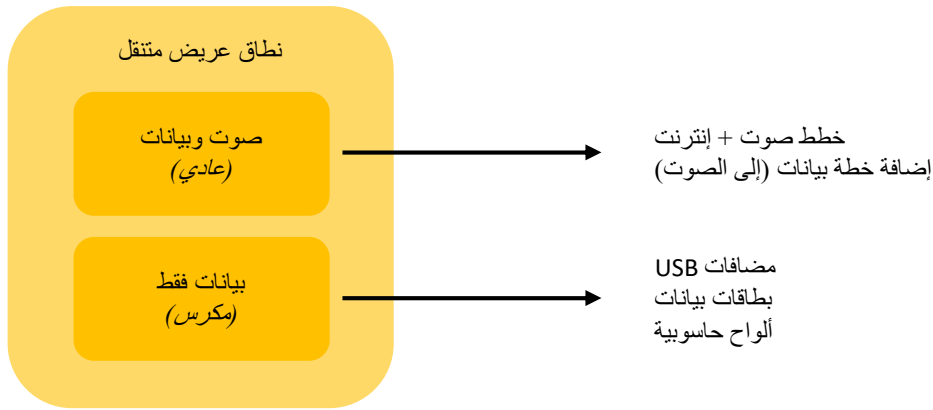 نطاق عريض متنقل
صوت وبيانات
(عادي)
خطط صوت + إنترنت
إضافة خطة بيانات (إلى الصوت)
بيانات فقط
(مكرس)
مضافات USB
بطاقات بيانات
ألواح حاسوبية